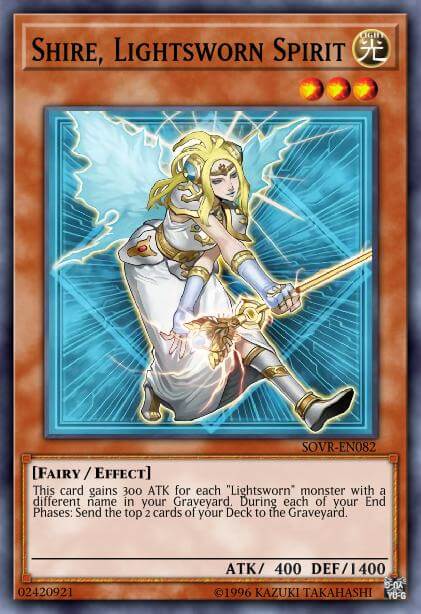 Shire, Lightsworn Spirit
LIGHT
光
SOVR-EN082
[Fairy / Effect]
This card gains 300 ATK for each "Lightsworn" monster with a
different name in your Graveyard. During each of your End
Phases: Send the top 2 cards of your Deck to the Graveyard.
ATK/ 400 DEF/1400
02420921
©1996 KAZUKI TAKAHASHI